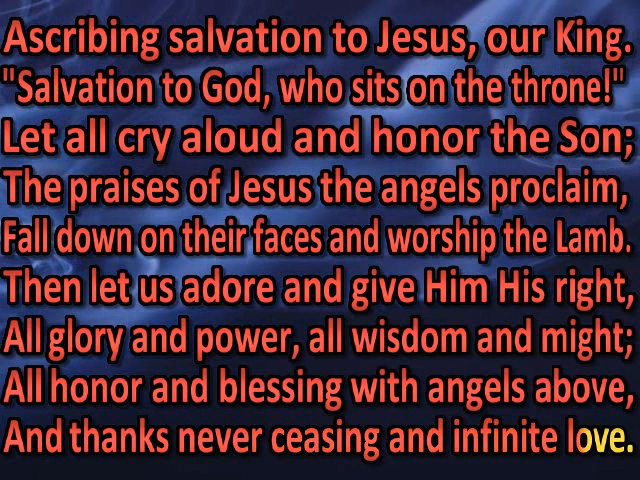 Ascribing salvation to Jesus, our King.
"Salvation to God, who sits on the throne!"
Let all cry aloud and honor the Son;
The praises of Jesus the angels proclaim,
Fall down on their faces and worship the Lamb.
Then let us adore and give Him His right,
All glory and power, all wisdom and might;
All honor and blessing with angels above,
And thanks never ceasing and infinite love.